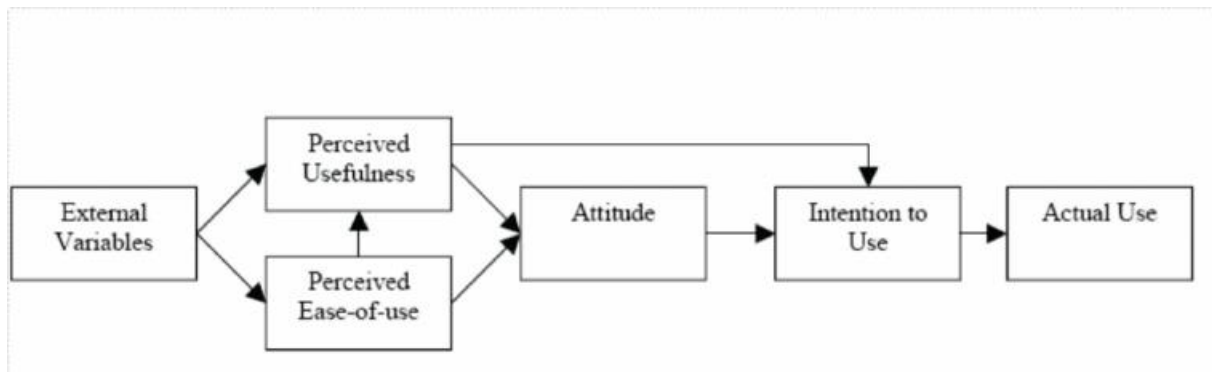 Perceived
Usefulness
External
Variables
Attitude
Intention to
Use
Actual Use
Perceived
Ease-of-use